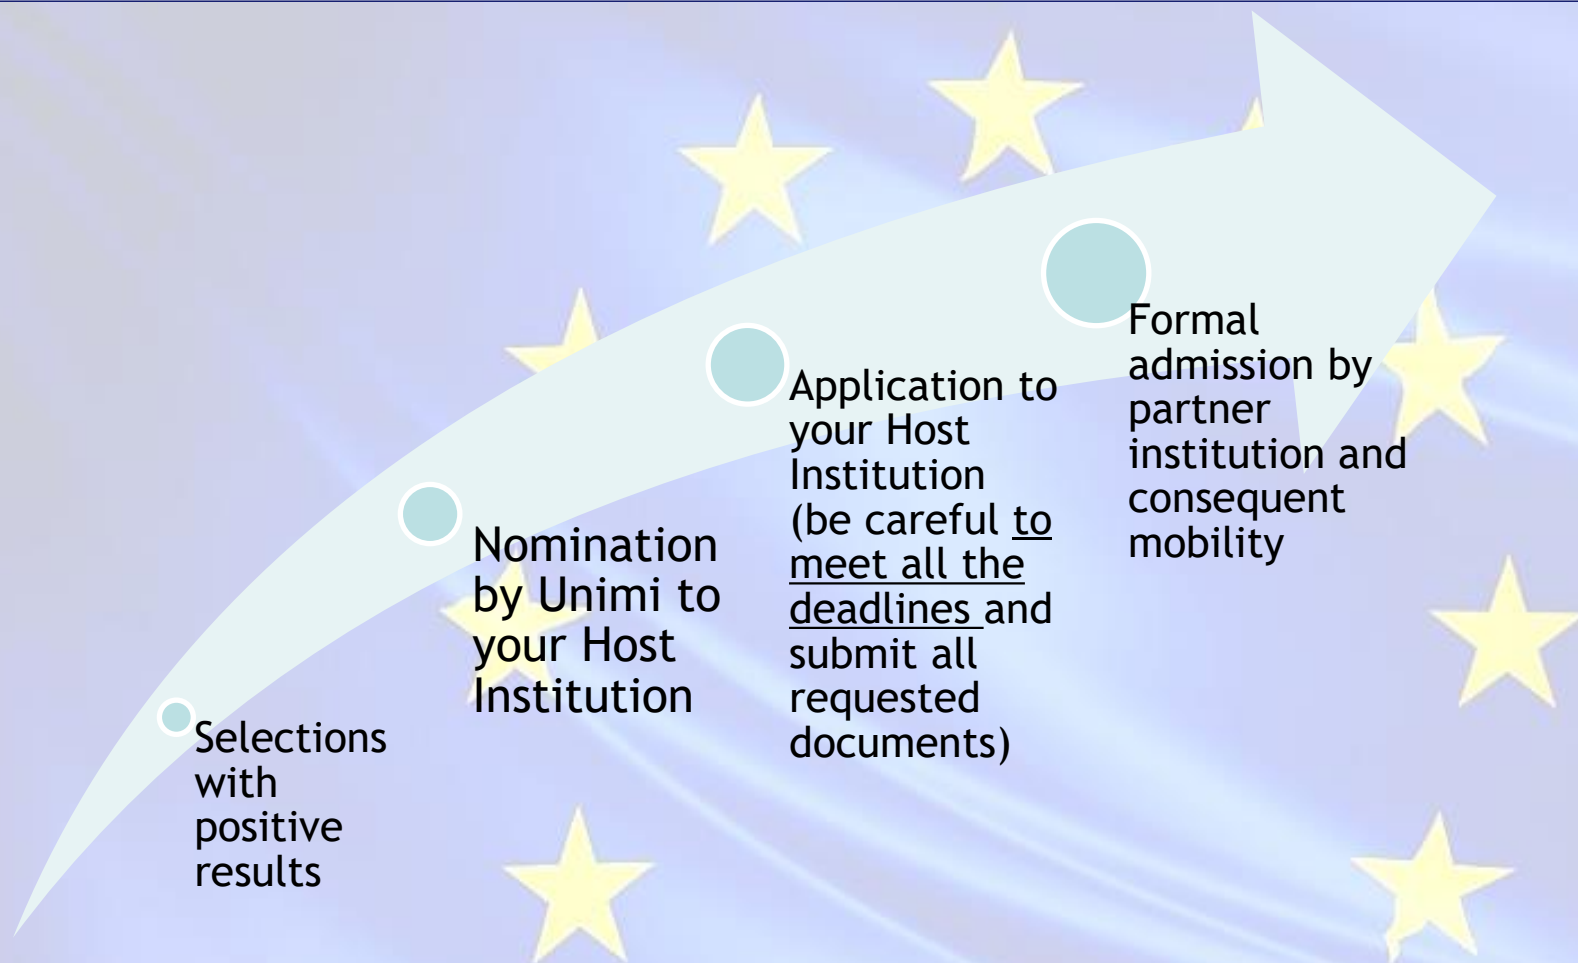 Selections
with
positive
results
Nomination
by Unimi to
your Host
Institution
Application to
your Host
Institution
(be careful to
meet all the
deadlines and
submit all
requested
documents)
Formal
admission by
partner
institution and
consequent
mobility